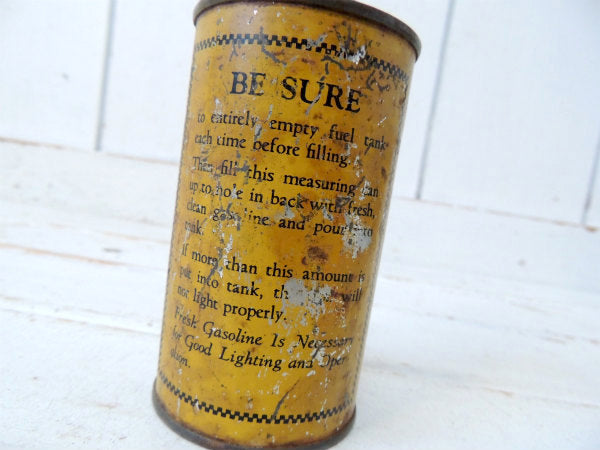 BE SURE
to entirely empty fuel tank
each time before filling.
Then, fill this measuring can
up to hole in back with fresh,
clean gasoline and pour into
tank.
If more than this amount is
put into tank, the will
not light properly.
Fresh Gasoline Is Necessary
for Good Lighting and Oper-
ation.